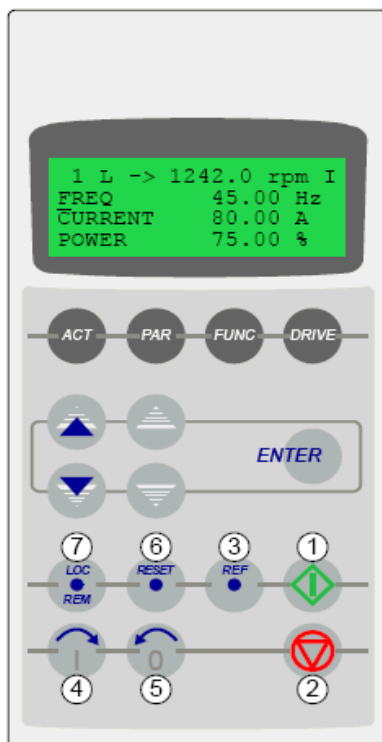 1 L -> 1242.0 rpm I
FREQ 45.00 Hz
CURRENT 80.00 A
POWER 75.00 %
ACT PAR FUNC DRIVE
ENTER
7 6 3 1
LOC RESET REF I
REM
I 0
4 5 2